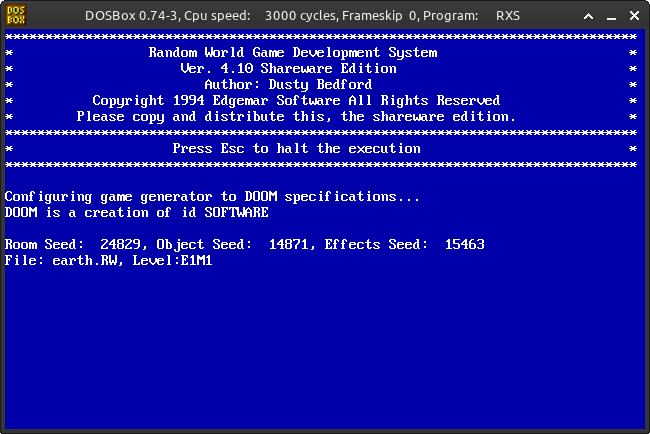 DOS BOX
DOSBox 0.74-3, Cpu speed: 3000 cycles, Frameskip 0, Program: RXS
*******************************************************************************
* Random World Game Development System *
* Ver. 4.10 Shareware Edition *
* Author: Dusty Bedford *
* Copyright 1994 Edgemar Software All Rights Reserved *
* Please copy and distribute this, the shareware edition. *
*******************************************************************************
* Press Esc to halt the execution *
*******************************************************************************
Configuring game generator to DOOM specifications...
DOOM is a creation of id SOFTWARE
Room Seed: 24829, Object Seed: 14871, Effects Seed: 15463
File: earth.RW, Level:E1M1